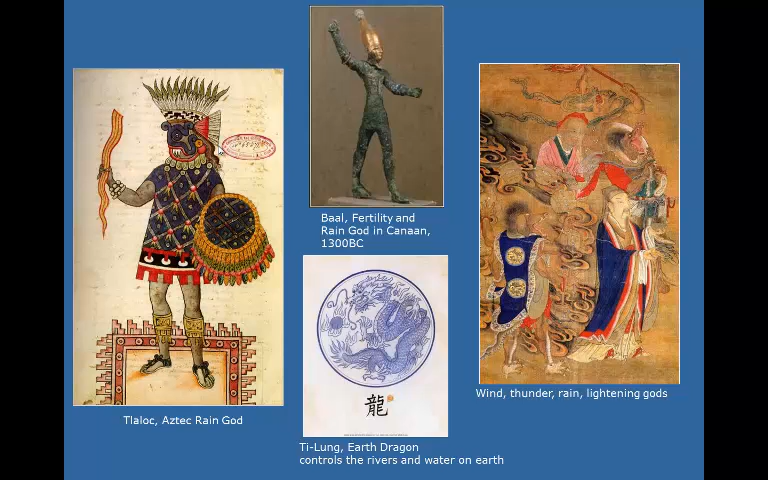 Tlaloc, Aztec Rain God
Baal, Fertility and
Rain God in Canaan,
1300BC
龍
Ti-Lung, Earth Dragon
controls the rivers and water on earth
Wind, thunder, rain, lightening gods